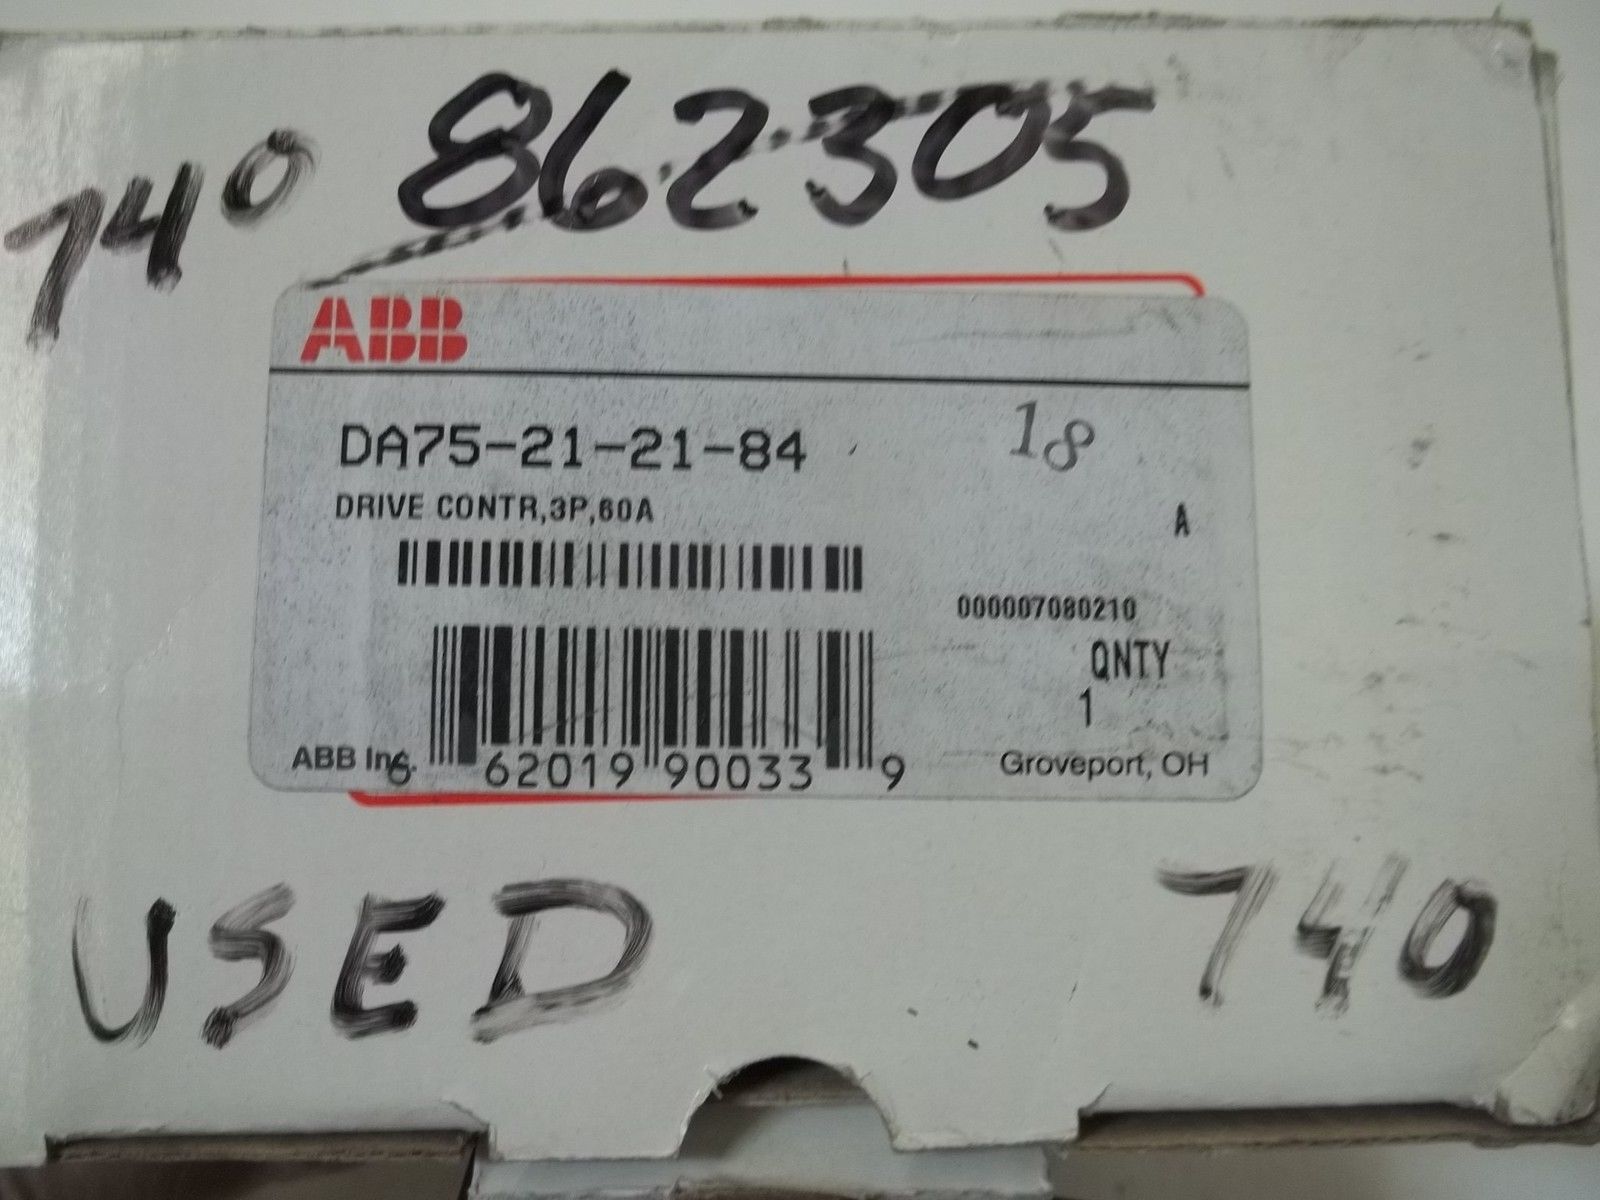 862305
740
ABB
DA75-21-21-84
18
DRIVE CONTR,3P,60A
A
000007080210
QNTY
1
ABB Inc.
6 62019 90033 9
Groveport, OH
USED
740